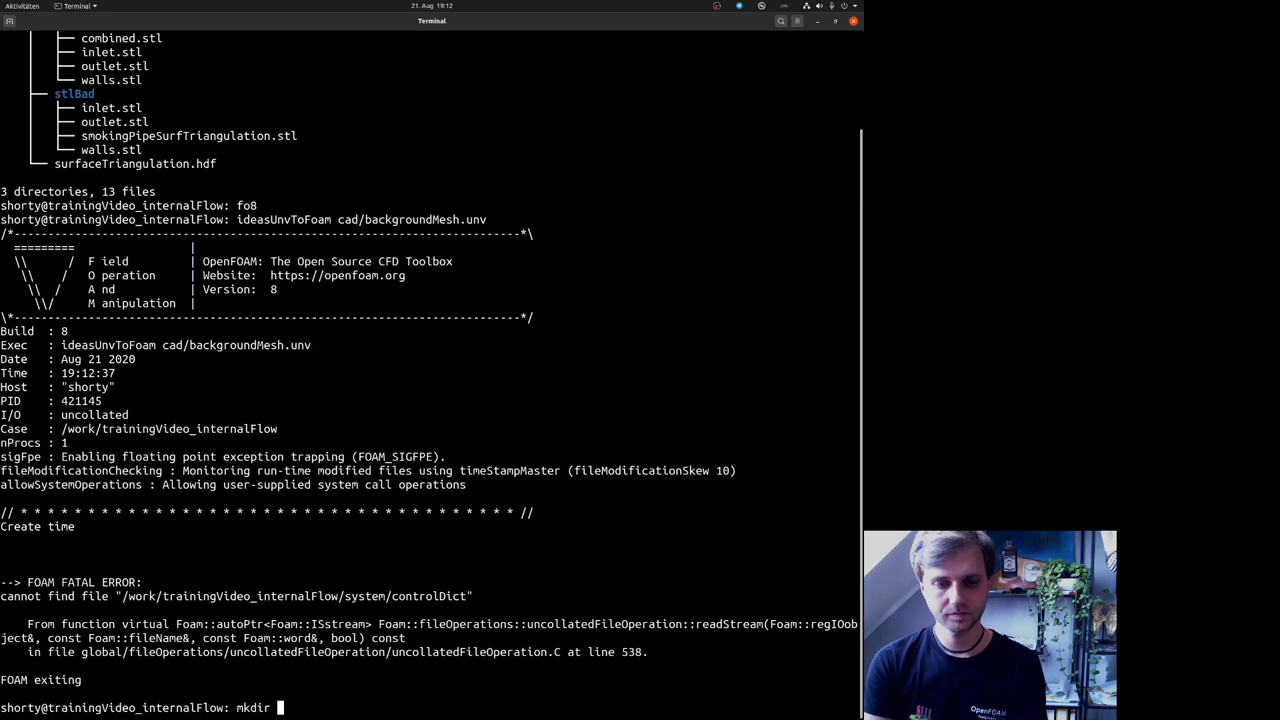 Aktivitäten
Terminal
21. Aug 19:12
Terminal
├── combined.stl
├── inlet.stl
├── outlet.stl
└── walls.stl
├── stlBad
├── inlet.stl
├── outlet.stl
├── smokingPipeSurfTriangulation.stl
└── walls.stl
└── surfaceTriangulation.hdf
3 directories, 13 files
shorty@trainingVideo_internalFlow: fo8
shorty@trainingVideo_internalFlow: ideasUnvToFoam cad/backgroundMesh.unv
/*---------------------------------------------------------------------------*\
========= |
\\ / F ield | OpenFOAM: The Open Source CFD Toolbox
\\ / O peration | Website: https://openfoam.org
\\ / A nd | Version: 8
\\/ M anipulation |
\*---------------------------------------------------------------------------*/
Build : 8
Exec : ideasUnvToFoam cad/backgroundMesh.unv
Date : Aug 21 2020
Time : 19:12:37
Host : "shorty"
PID : 421145
I/O : uncollated
Case : /work/trainingVideo_internalFlow
nProcs : 1
sigFpe : Enabling floating point exception trapping (FOAM_SIGFPE).
fileModificationChecking : Monitoring run-time modified files using timeStampMaster (fileModificationSkew 10)
allowSystemOperations : Allowing user-supplied system call operations
// * * * * * * * * * * * * * * * * * * * * * * * * * * * * * * * * * * * * * //
Create time
--> FOAM FATAL ERROR:
cannot find file "/work/trainingVideo_internalFlow/system/controlDict"
From function virtual Foam::autoPtr<Foam::ISstream> Foam::fileOperations::uncollatedFileOperation::readStream(Foam::regIOob
ject&, const Foam::fileName&, const Foam::word&, bool) const
in file global/fileOperations/uncollatedFileOperation/uncollatedFileOperation.C at line 538.
FOAM exiting
shorty@trainingVideo_internalFlow: mkdir
OpenFOAM